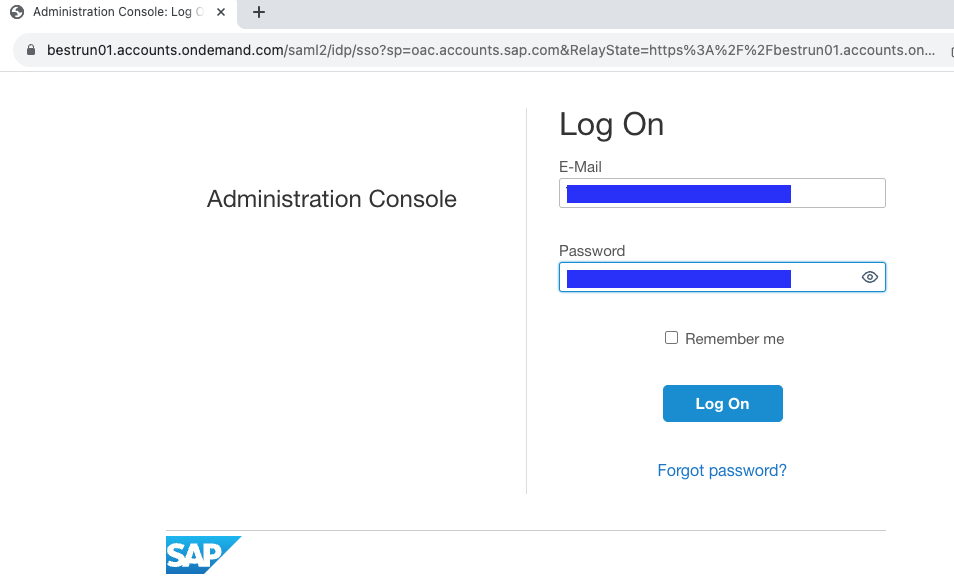 Administration Console: Log O
bestrun01.accounts.ondemand.com/saml2/idp/sso?sp=oac.accounts.sap.com&RelayState=https%3A%2F%2Fbestrun01.accounts.on...
Administration Console
Log On
E-Mail
Password
Remember me
Log On
Forgot password?
SAP